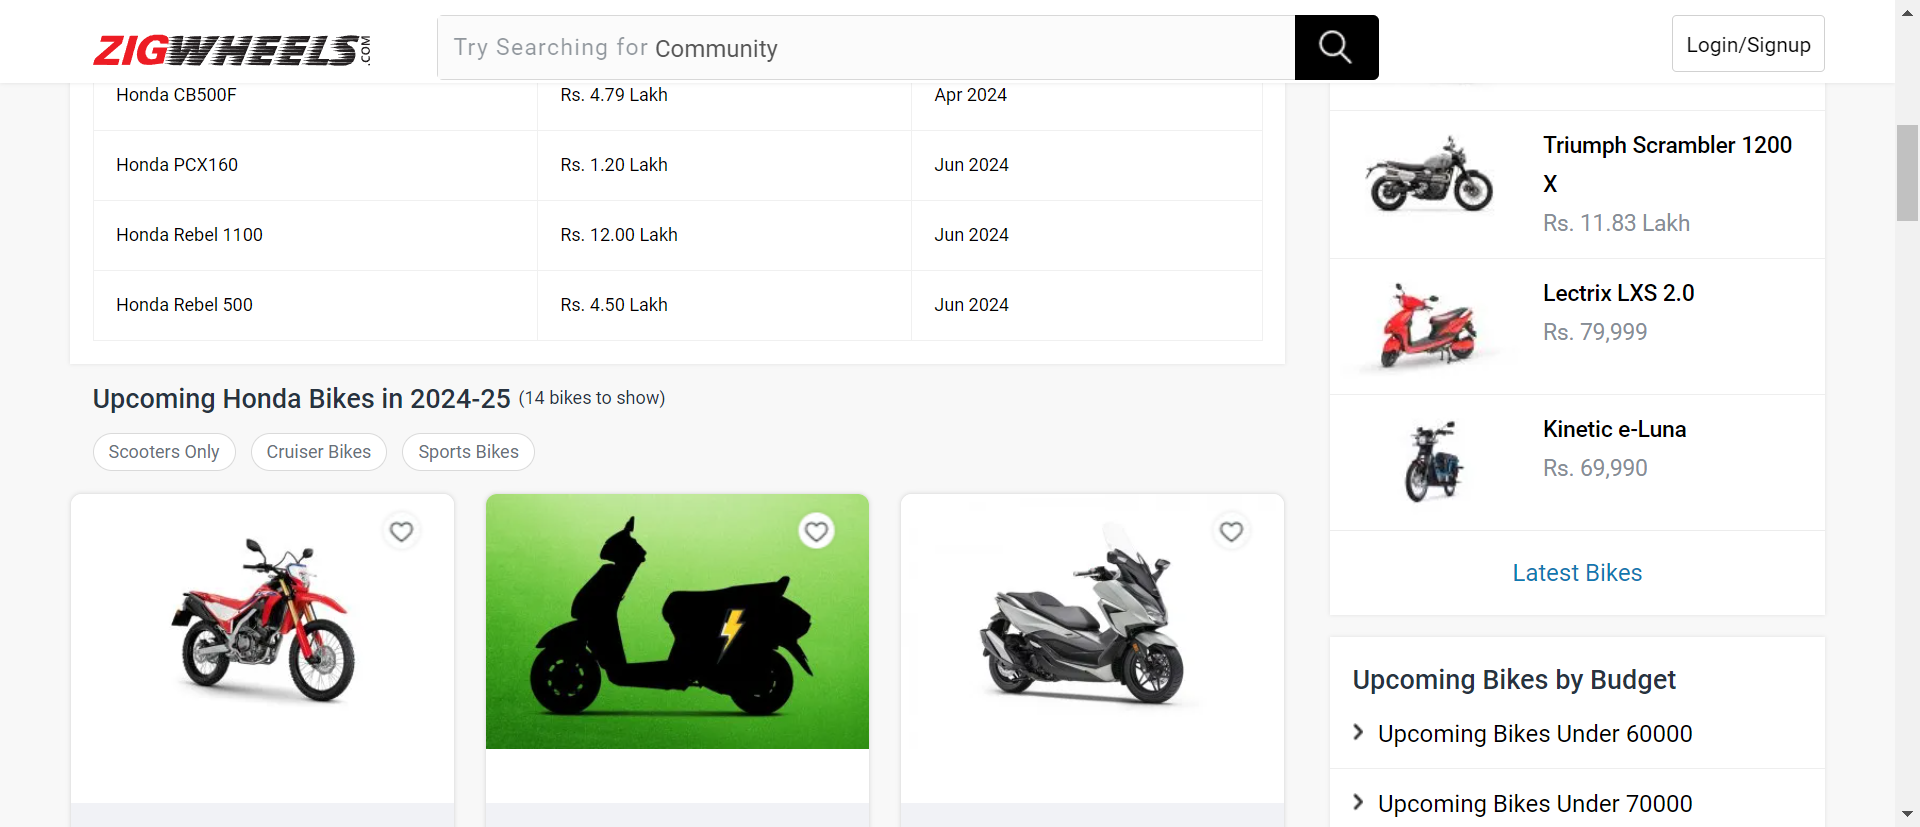 ZIGWHEELS.COM
Try Searching for Community
Login/Signup
Honda CB500F Rs. 4.79 Lakh Apr 2024
Honda PCX160 Rs. 1.20 Lakh Jun 2024
Honda Rebel 1100 Rs. 12.00 Lakh Jun 2024
Honda Rebel 500 Rs. 4.50 Lakh Jun 2024
Upcoming Honda Bikes in 2024-25 (14 bikes to show)
Scooters Only Cruiser Bikes Sports Bikes
Triumph Scrambler 1200
X
Rs. 11.83 Lakh
Lectrix LXS 2.0
Rs. 79,999
Kinetic e-Luna
Rs. 69,990
Latest Bikes
Upcoming Bikes by Budget
Upcoming Bikes Under 60000
Upcoming Bikes Under 70000